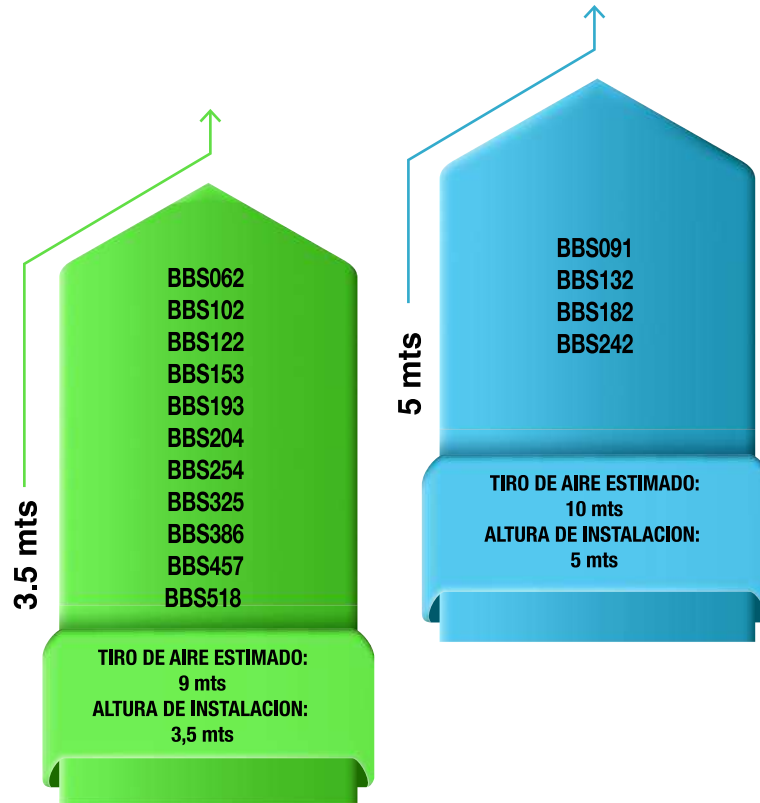 3.5 mts
BBS062
BBS102
BBS122
BBS153
BBS193
BBS204
BBS254
BBS325
BBS386
BBS457
BBS518
TIRO DE AIRE ESTIMADO:
9 mts
ALTURA DE INSTALACION:
3,5 mts
5 mts
BBS091
BBS132
BBS182
BBS242
TIRO DE AIRE ESTIMADO:
10 mts
ALTURA DE INSTALACION:
5 mts